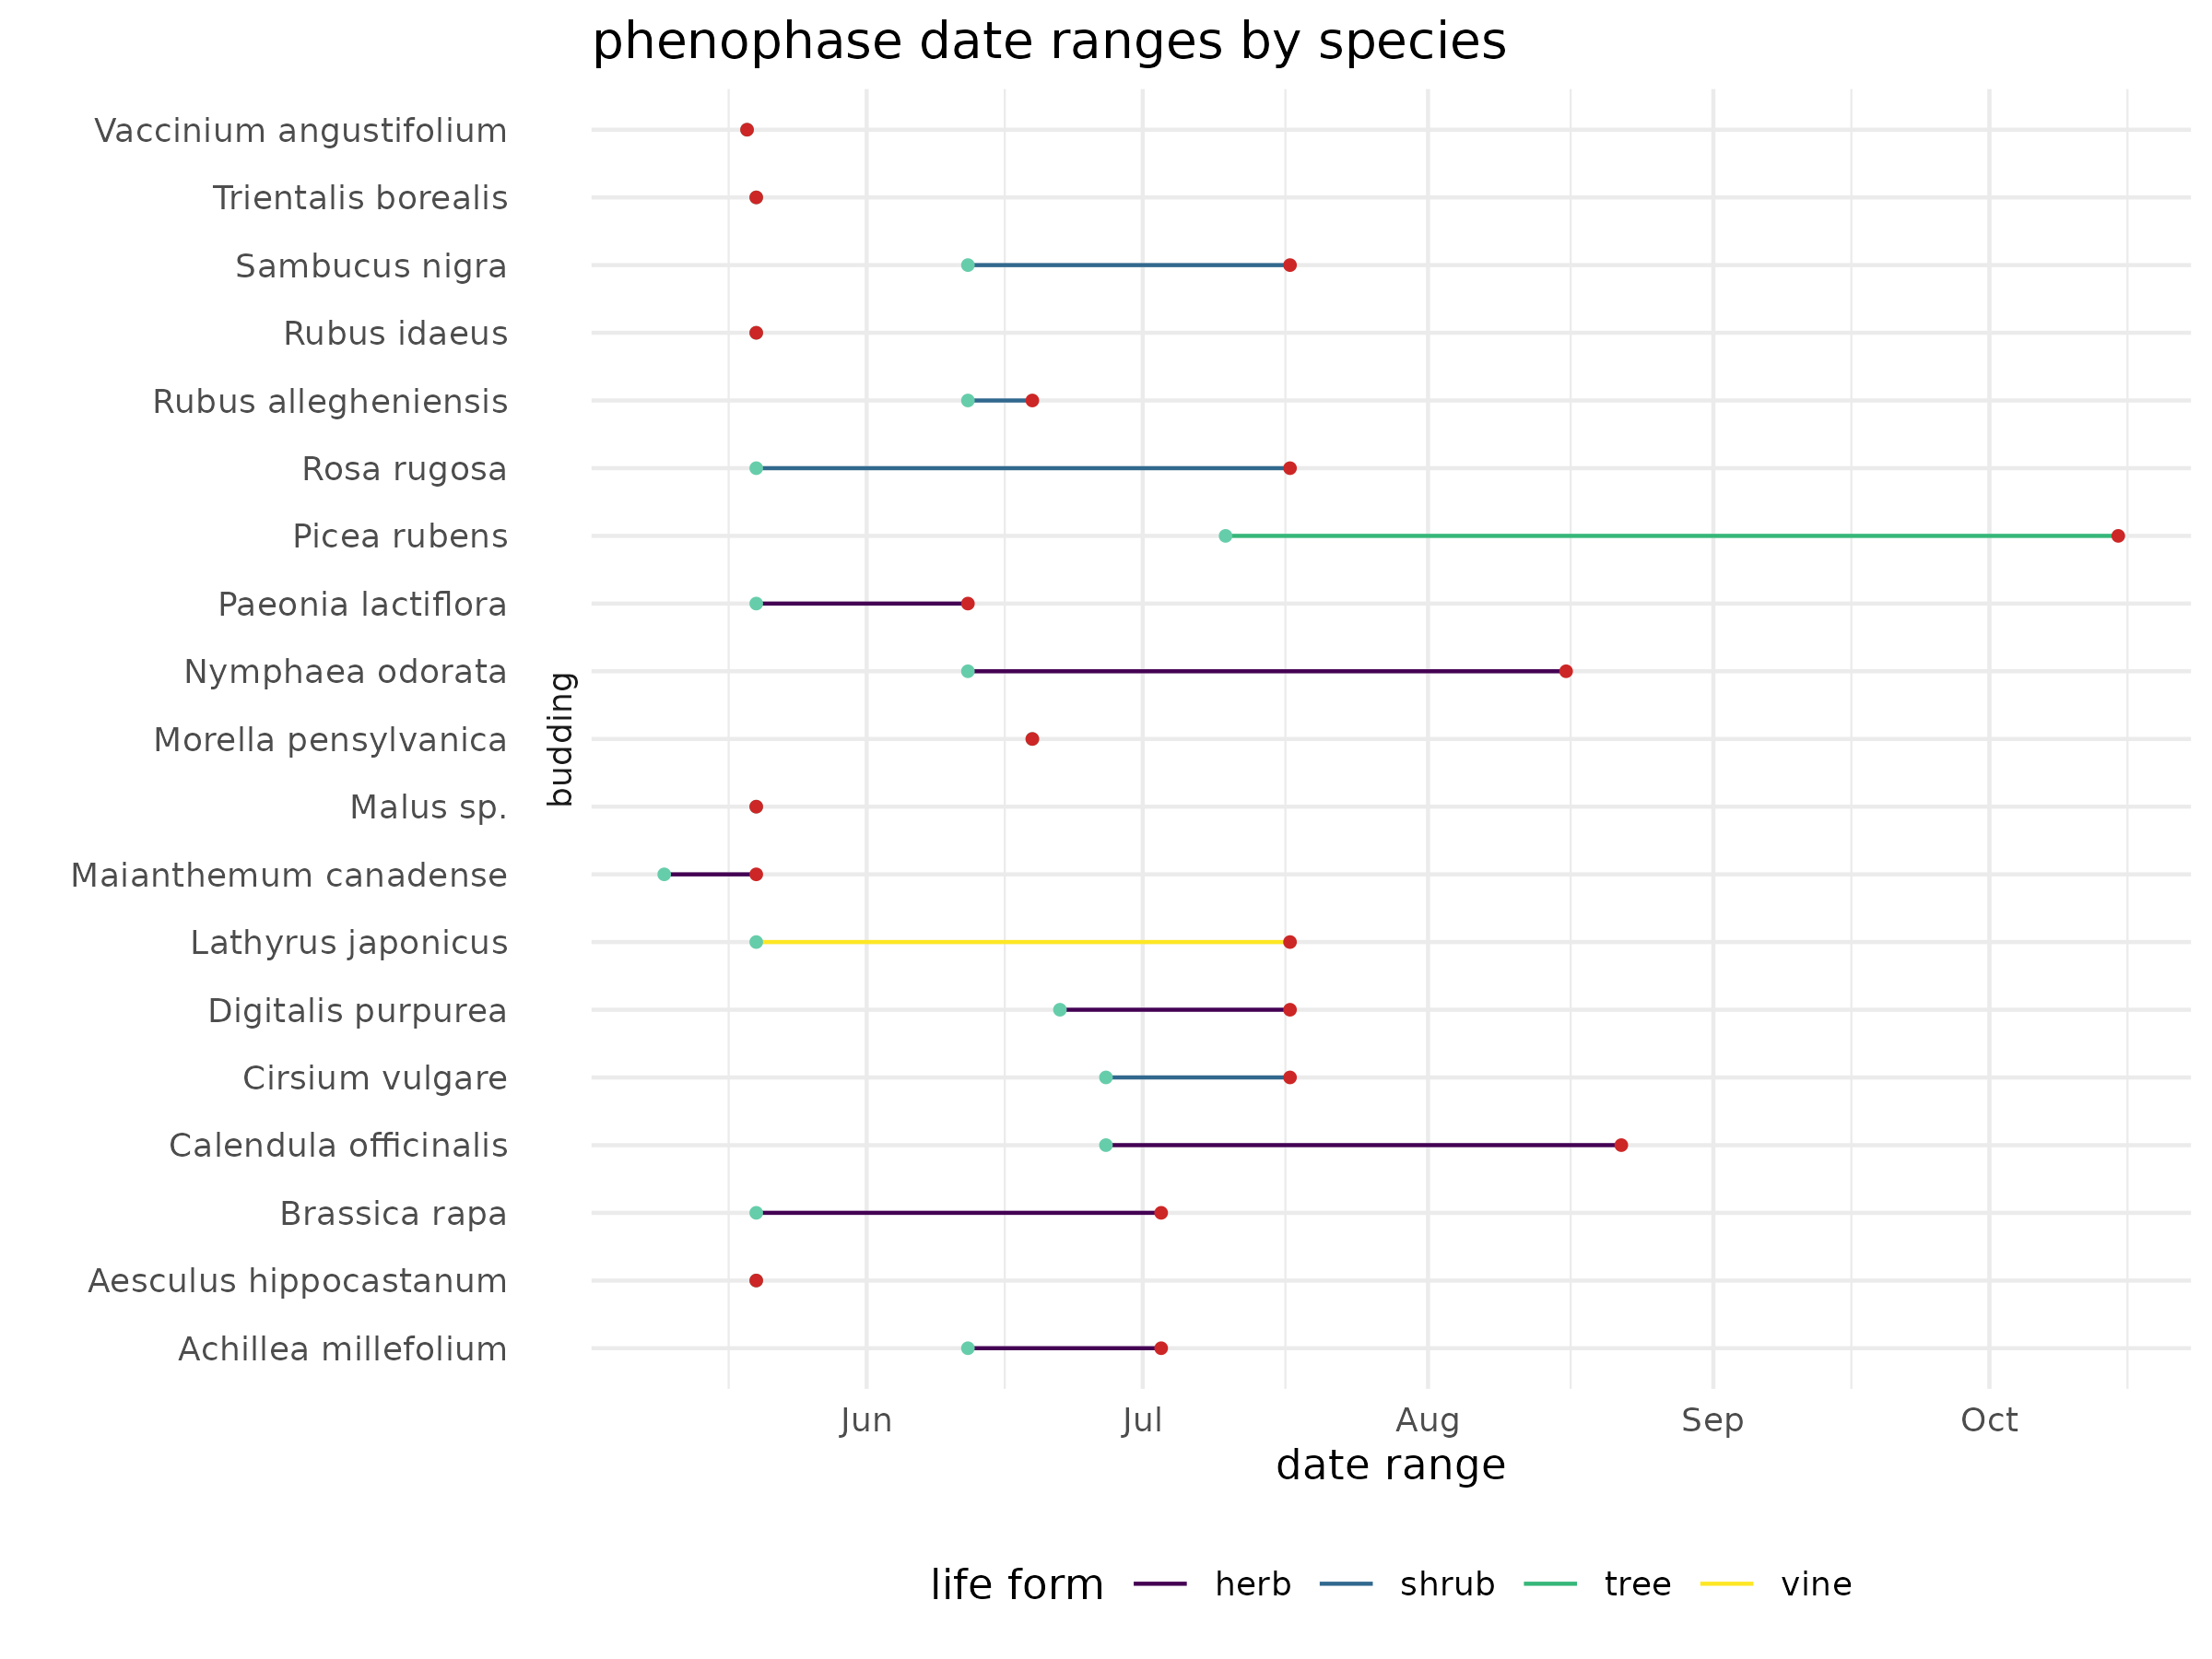 phenophase date ranges by species
Vaccinium angustifolium
Trientalis borealis
Sambucus nigra
Rubus idaeus
Rubus allegheniensis
Rosa rugosa
Picea rubens
Paeonia lactiflora
Nymphaea odorata
Morella pensylvanica
Malus sp.
Maianthemum canadense
Lathyrus japonicus
Digitalis purpurea
Cirsium vulgare
Calendula officinalis
Brassica rapa
Aesculus hippocastanum
Achillea millefolium
budding
Jun Jul Aug Sep Oct
date range
life form herb shrub tree vine